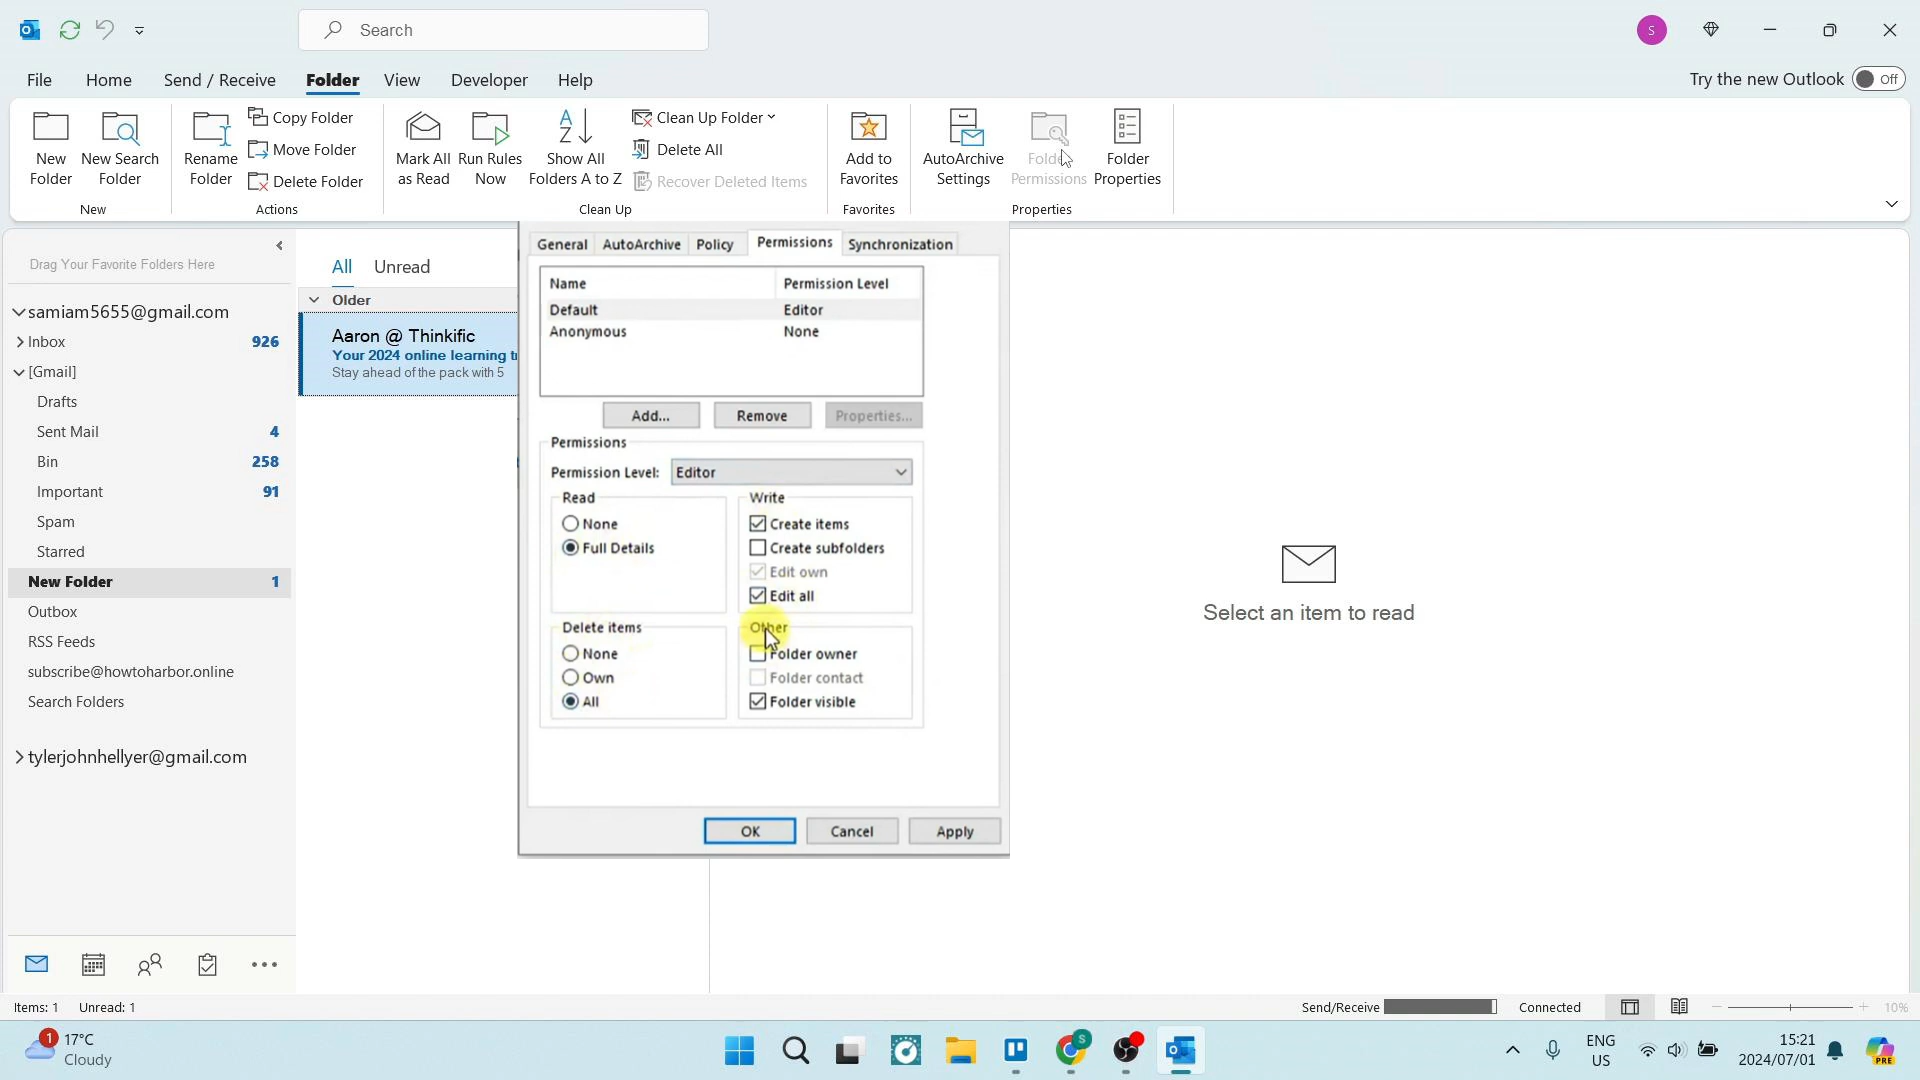 Search
S
File Home Send / Receive Folder View Developer Help
Try the new Outlook Off
New Folder
New Search Folder
New
Rename Folder
Copy Folder
Move Folder
Delete Folder
Actions
Mark All as Read
Run Rules Now
Show All Folders A to Z
Clean Up Folder
Delete All
Recover Deleted Items
Clean Up
Add to Favorites
Favorites
AutoArchive Settings
Folder Permissions
Folder Properties
Properties
Drag Your Favorite Folders Here
samiam5655@gmail.com
Inbox 926
[Gmail]
Drafts
Sent Mail 4
Bin 258
Important 91
Spam
Starred
New Folder 1
Outbox
RSS Feeds
subscribe@howtoharbor.online
Search Folders
tylerjohnhellyer@gmail.com
All Unread
Older
Aaron @ Thinkific
Your 2024 online learning
Stay ahead of the pack with 5
General AutoArchive Policy Permissions Synchronization
Name Permission Level
Default Editor
Anonymous None
Add... Remove Properties...
Permissions
Permission Level: Editor
Read
None
Full Details
Write
Create items
Create subfolders
Edit own
Edit all
Delete items
None
Own
All
Other
Folder owner
Folder contact
Folder visible
OK Cancel Apply
Select an item to read
Items: 1 Unread: 1
Send/Receive Connected 10%
1
17°C
Cloudy
S
ENG
US
15:21
2024/07/01
PRE